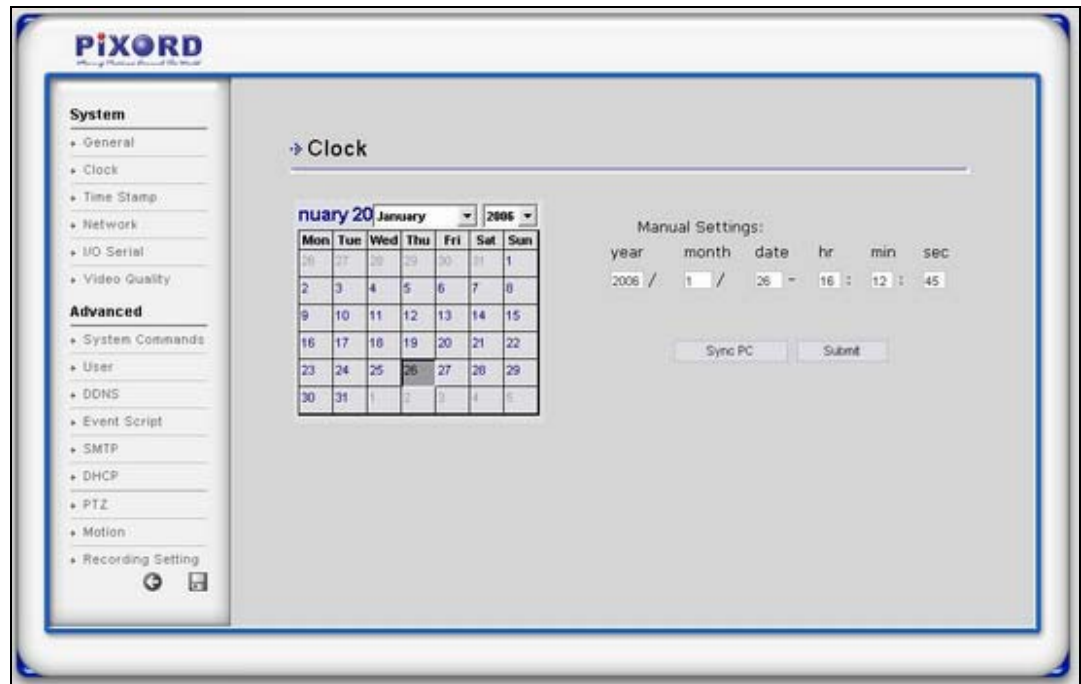 PiXORD
System
General
Clock
Time Stamp
Network
I/O Serial
Video Quality
Advanced
System Commands
User
DDNS
Event Script
SMTP
DHCP
PTZ
Motion
Recording Setting
Clock
nuary 20 January 2006
Mon Tue Wed Thu Fri Sat Sun
26 27 28 29 30 31 1
2 3 4 5 6 7 8
9 10 11 12 13 14 15
16 17 18 19 20 21 22
23 24 25 26 27 28 29
30 31 1 2 3 4 5
Manual Settings:
year month date hr min sec
2006 / 1 / 26 - 16 : 12 : 45
Sync PC Submit